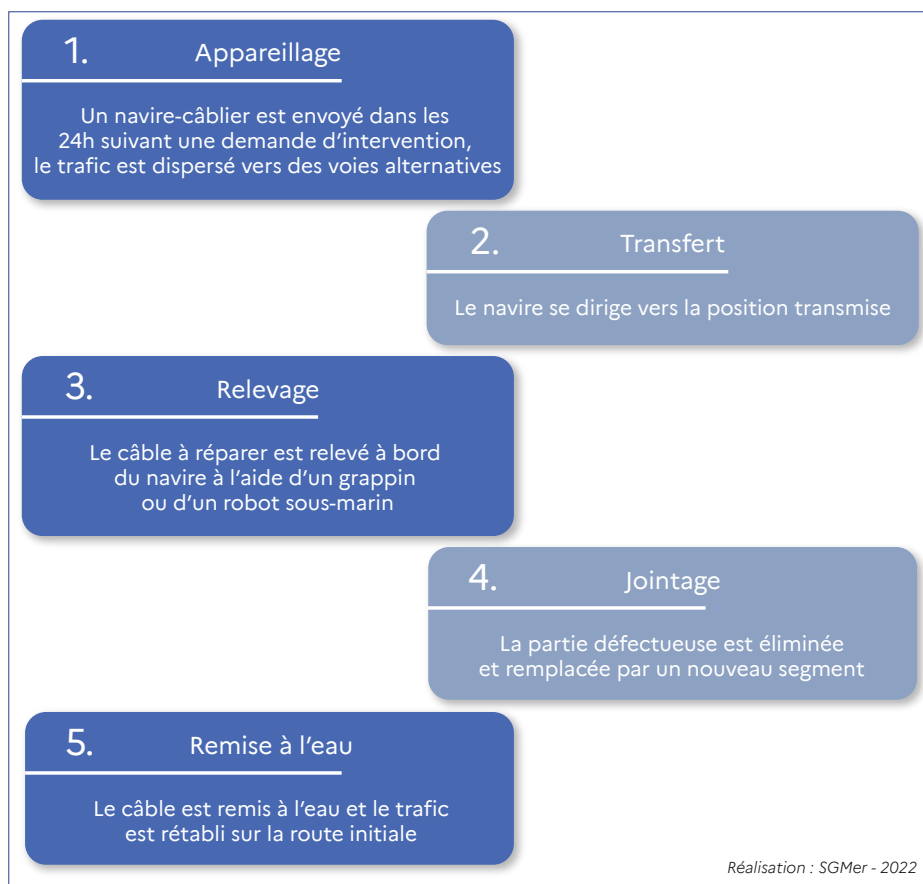 1. Appareillage
Un navire-câblier est envoyé dans les
24h suivant une demande d’intervention,
le trafic est dispersé vers des voies alternatives
2. Transfert
Le navire se dirige vers la position transmise
3. Relevage
Le câble à réparer est relevé à bord
du navire à l’aide d’un grappin
ou d’un robot sous-marin
4. Jointage
La partie défectueuse est éliminée
et remplacée par un nouveau segment
5. Remise à l’eau
Le câble est remis à l’eau et le trafic
est rétabli sur la route initiale
Réalisation : SGMer - 2022